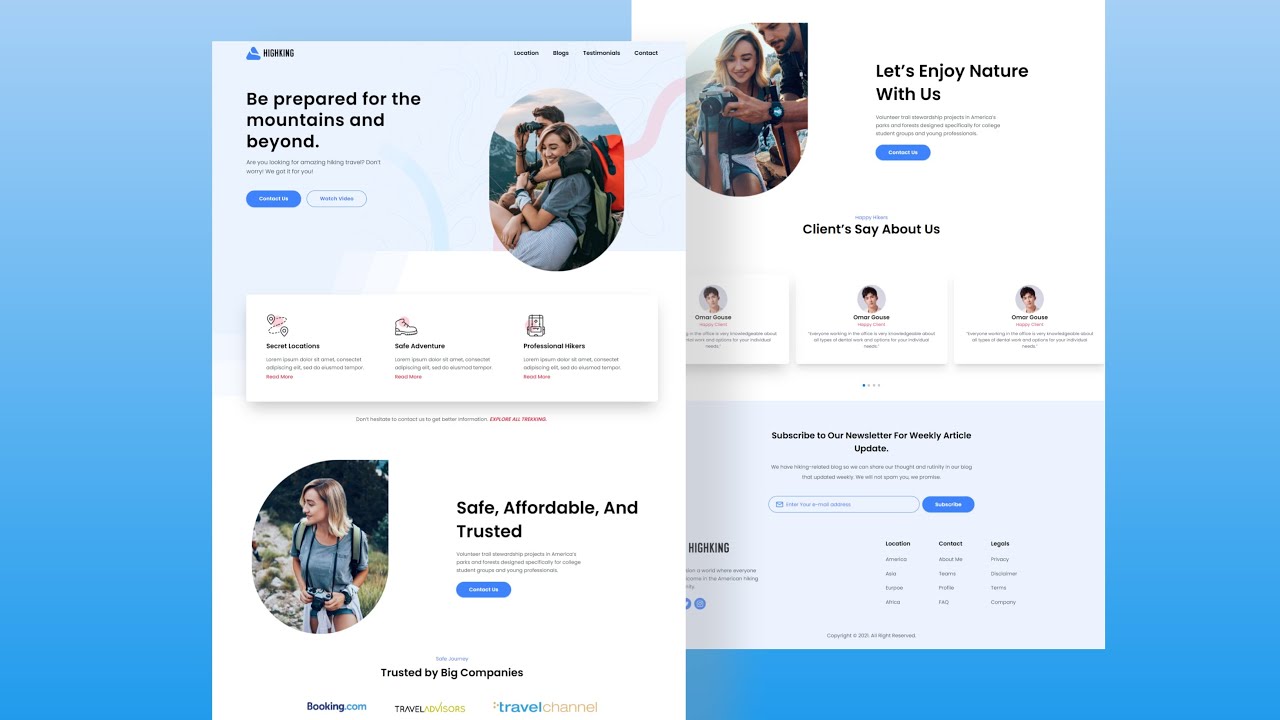 HIGHKING
Location Blogs Testimonials Contact
Be prepared for the
mountains and
beyond.
Are you looking for amazing hiking travel? Don't
worry! We got it for you!
Contact Us Watch Video
Secret Locations
Lorem ipsum dolor sit amet, consectet
adipiscing elit, sed do eiusmod tempor.
Read More
Safe Adventure
Lorem ipsum dolor sit amet, consectet
adipiscing elit, sed do eiusmod tempor.
Read More
Professional Hikers
Lorem ipsum dolor sit amet, consectet
adipiscing elit, sed do eiusmod tempor.
Read More
Don't hesitate to contact us to get better information. EXPLORE ALL TREKKING.
Safe, Affordable, And
Trusted
Volunteer trail stewardship projects in America's
parks and forests designed specifically for college
student groups and young professionals.
Contact Us
Safe Journey
Trusted by Big Companies
Booking.com TRAVELADVISORS travelchannel
Let's Enjoy Nature
With Us
Volunteer trail stewardship projects in America's
parks and forests designed specifically for college
student groups and young professionals.
Contact Us
Happy Hikers
Client's Say About Us
Omar Gouse
Happy Client
g in the office is very knowledgeable about
tal work and options for your individual
needs."
Omar Gouse
Happy Client
"Everyone working in the office is very knowledgeable about
all types of dental work and options for your individual
needs."
Omar Gouse
Happy Client
"Everyone working in the office is very knowledgeable about
all types of dental work and options for your individual
needs."
Subscribe to Our Newsletter For Weekly Article
Update.
We have hiking-related blog so we can share our thought and rutinity in our blog
that updated weekly. We will not spam you, we promise.
Enter Your e-mail address Subscribe
HIGHKING
sion a world where everyone
come in the American hiking
Location
America
Asia
Eurpoe
Africa
Contact
About Me
Teams
Profile
FAQ
Legals
Privacy
Disclaimer
Terms
Company
Copyright © 2021. All Right Reserved.